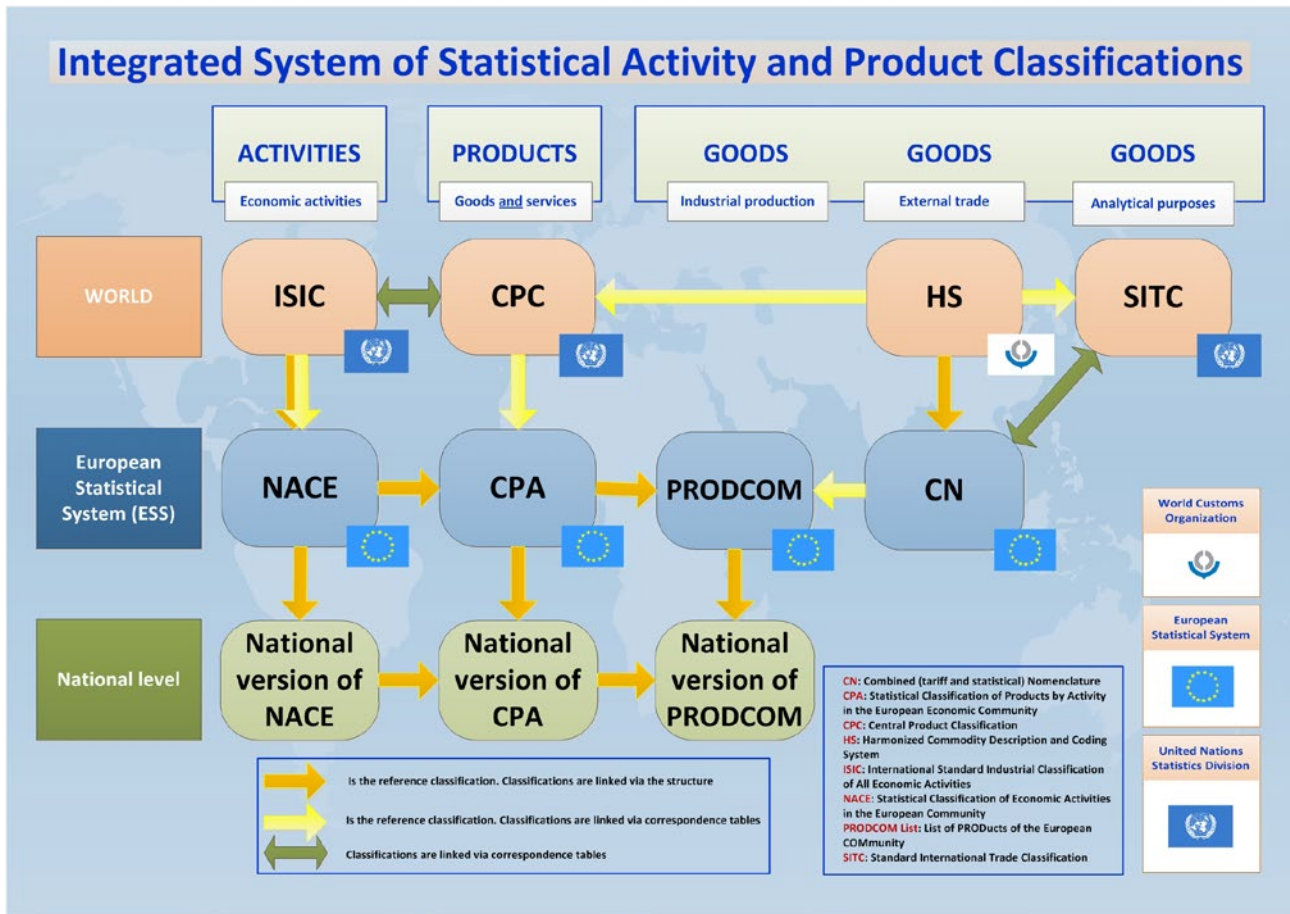 Integrated System of Statistical Activity and Product Classifications
ACTIVITIES
Economic activities
PRODUCTS
Goods and services
GOODS
Industrial production
GOODS
External trade
GOODS
Analytical purposes
WORLD
ISIC
CPC
HS
SITC
European
Statistical
System (ESS)
NACE
CPA
PRODCOM
CN
National level
National
version of
NACE
National
version of
CPA
National
version of
PRODCOM
Is the reference classification. Classifications are linked via the structure
Is the reference classification. Classifications are linked via correspondence tables
Classifications are linked via correspondence tables
CN: Combined (tariff and statistical) Nomenclature
CPA: Statistical Classification of Products by Activity
in the European Economic Community
CPC: Central Product Classification
HS: Harmonized Commodity Description and Coding
System
ISIC: International Standard Industrial Classification
of All Economic Activities
NACE: Statistical Classification of Economic Activities
in the European Community
PRODCOM List: List of PRODucts of the European
COMmunity
SITC: Standard International Trade Classification
World Customs
Organization
European
Statistical System
United Nations
Statistics Division